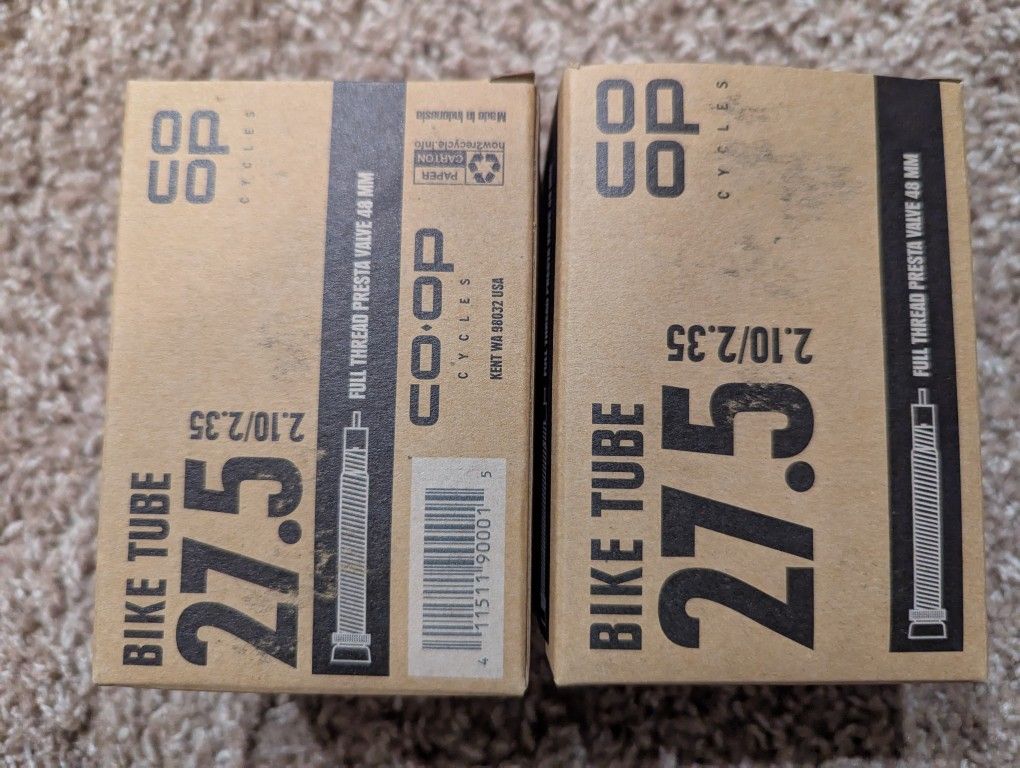 CO
OP
CYCLES
BIKE TUBE
27.5
2.10/2.35
FULL THREAD PRESTA VALVE 48 MM
Made in Indonesia
how2recycle.info
PAPER
CARTON
CO·OP
CYCLES
KENT WA 98032 USA
4 11511 90001 5
CO
OP
CYCLES
BIKE TUBE
27.5
2.10/2.35
FULL THREAD PRESTA VALVE 48 MM